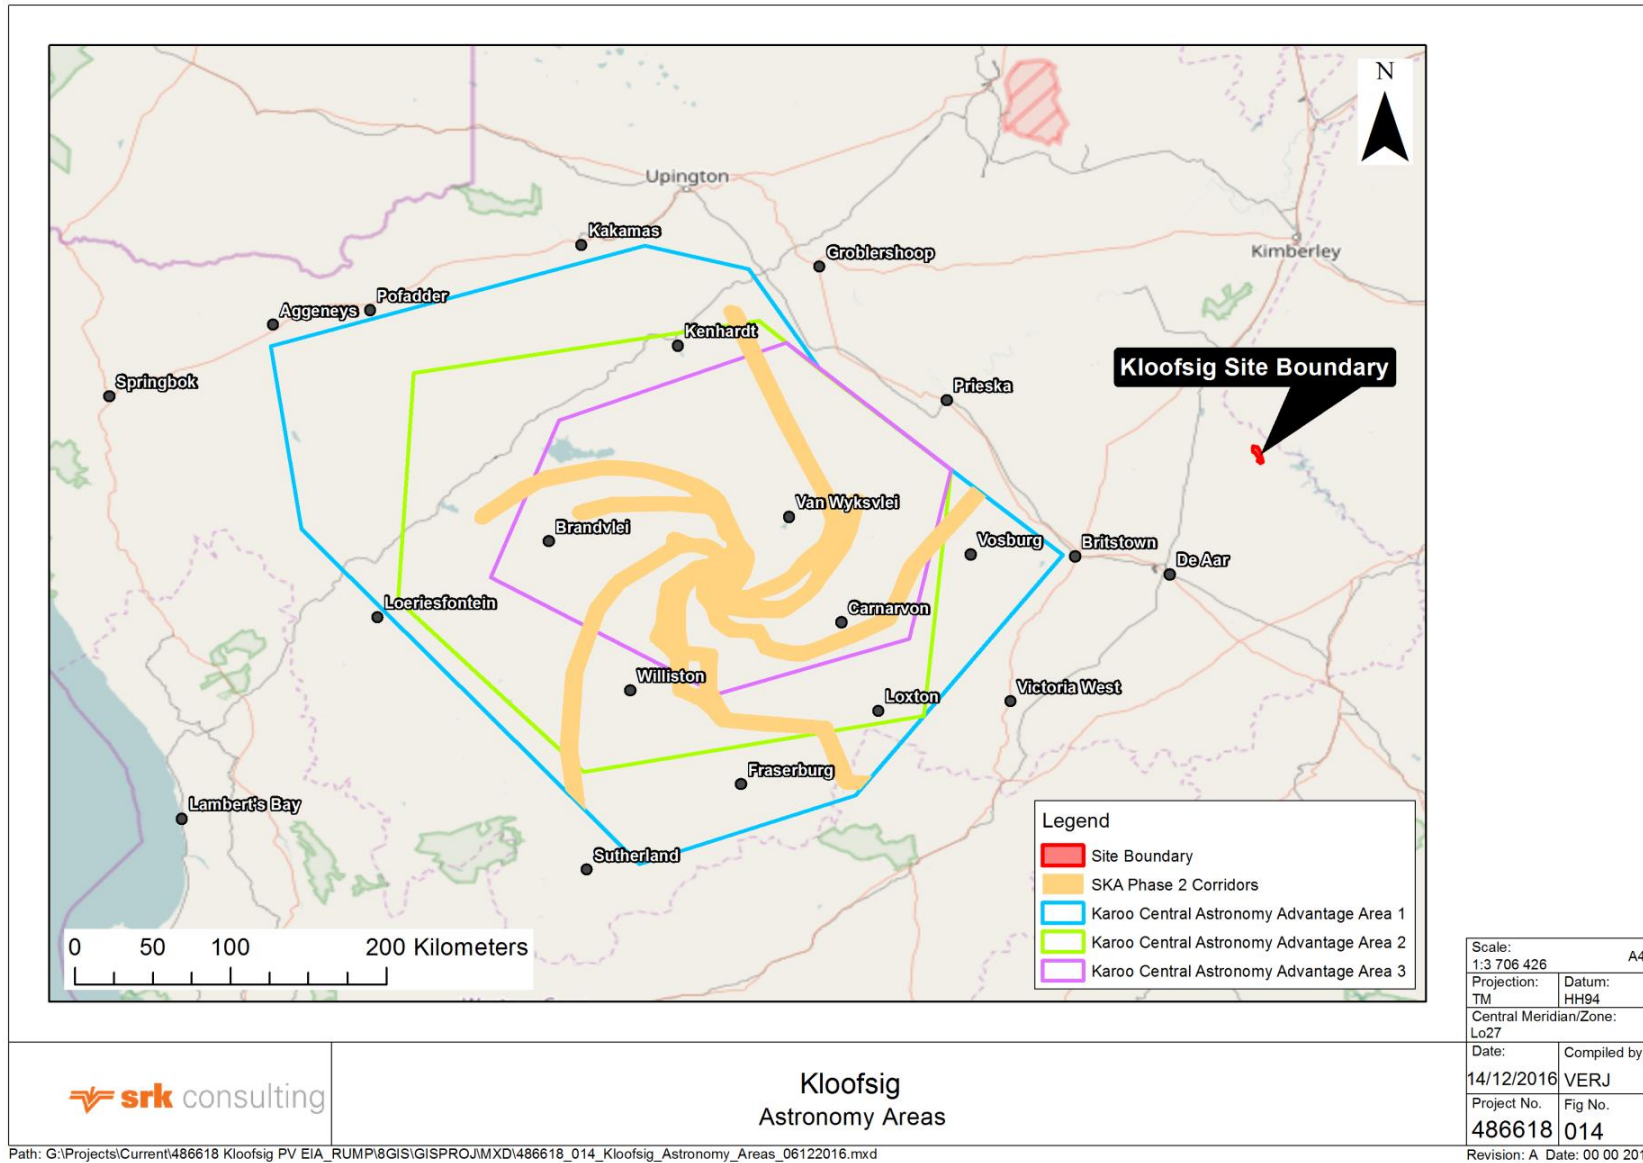 N
Upington
Kakamas
Groblershoop
Kimberley
Pofadder
Aggeneys
Kenhardt
Kloofsig Site Boundary
Springbok
Prieska
Van Wyksvlei
Brandvlei
Vosburg
Britstown
De Aar
Loeriesfontein
Carnarvon
Williston
Loxton
Victoria West
Fraserburg
Lambert's Bay
Sutherland
Legend
Site Boundary
SKA Phase 2 Corridors
Karoo Central Astronomy Advantage Area 1
Karoo Central Astronomy Advantage Area 2
Karoo Central Astronomy Advantage Area 3
0 50 100 200 Kilometers
Scale:
1:3 706 426 A4
Projection: Datum:
TM HH94
Central Meridian/Zone:
Lo27
Date: Compiled by
14/12/2016 VERJ
Project No. Fig No.
486618 014
srk consulting
Kloofsig
Astronomy Areas
Path: G:\Projects\Current\486618 Kloofsig PV EIA_RUMP\8GIS\GISPROJ\MXD\486618_014_Kloofsig_Astronomy_Areas_06122016.mxd
Revision: A Date: 00 00 201